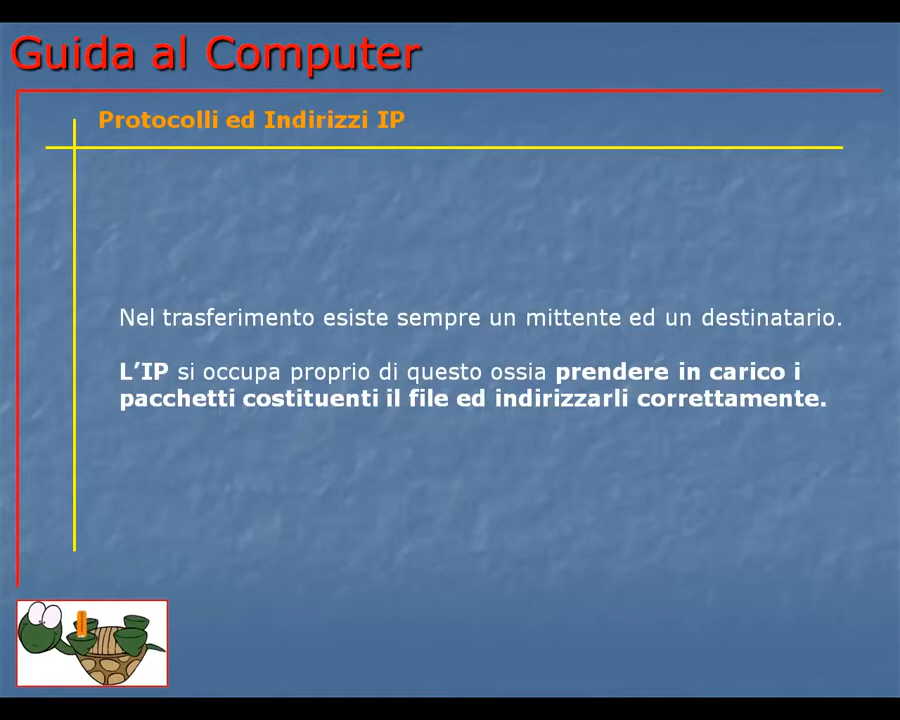 Guida al Computer
Protocolli ed Indirizzi IP
Nel trasferimento esiste sempre un mittente ed un destinatario.
L’IP si occupa proprio di questo ossia prendere in carico i
pacchetti costituenti il file ed indirizzarli correttamente.